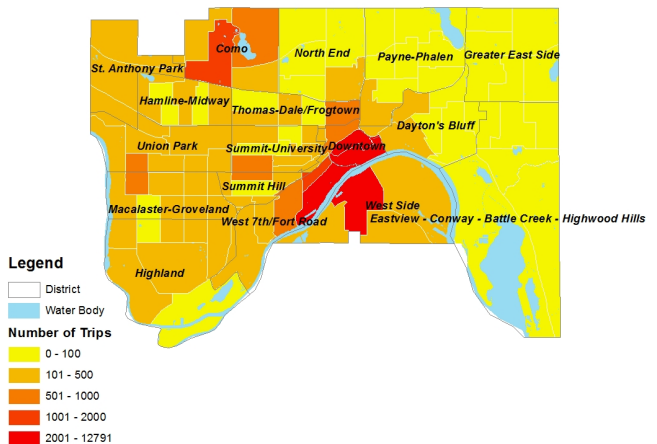 Como
North End
Payne-Phalen
Greater East Side
St. Anthony Park
Hamline-Midway
Thomas-Dale/Frogtown
Dayton's Bluff
Union Park
Summit-University
Downtown
Summit Hill
Macalaster-Groveland
West Side
West 7th/Fort Road
Eastview - Conway - Battle Creek - Highwood Hills
Highland
Legend
District
Water Body
Number of Trips
0 - 100
101 - 500
501 - 1000
1001 - 2000
2001 - 12791